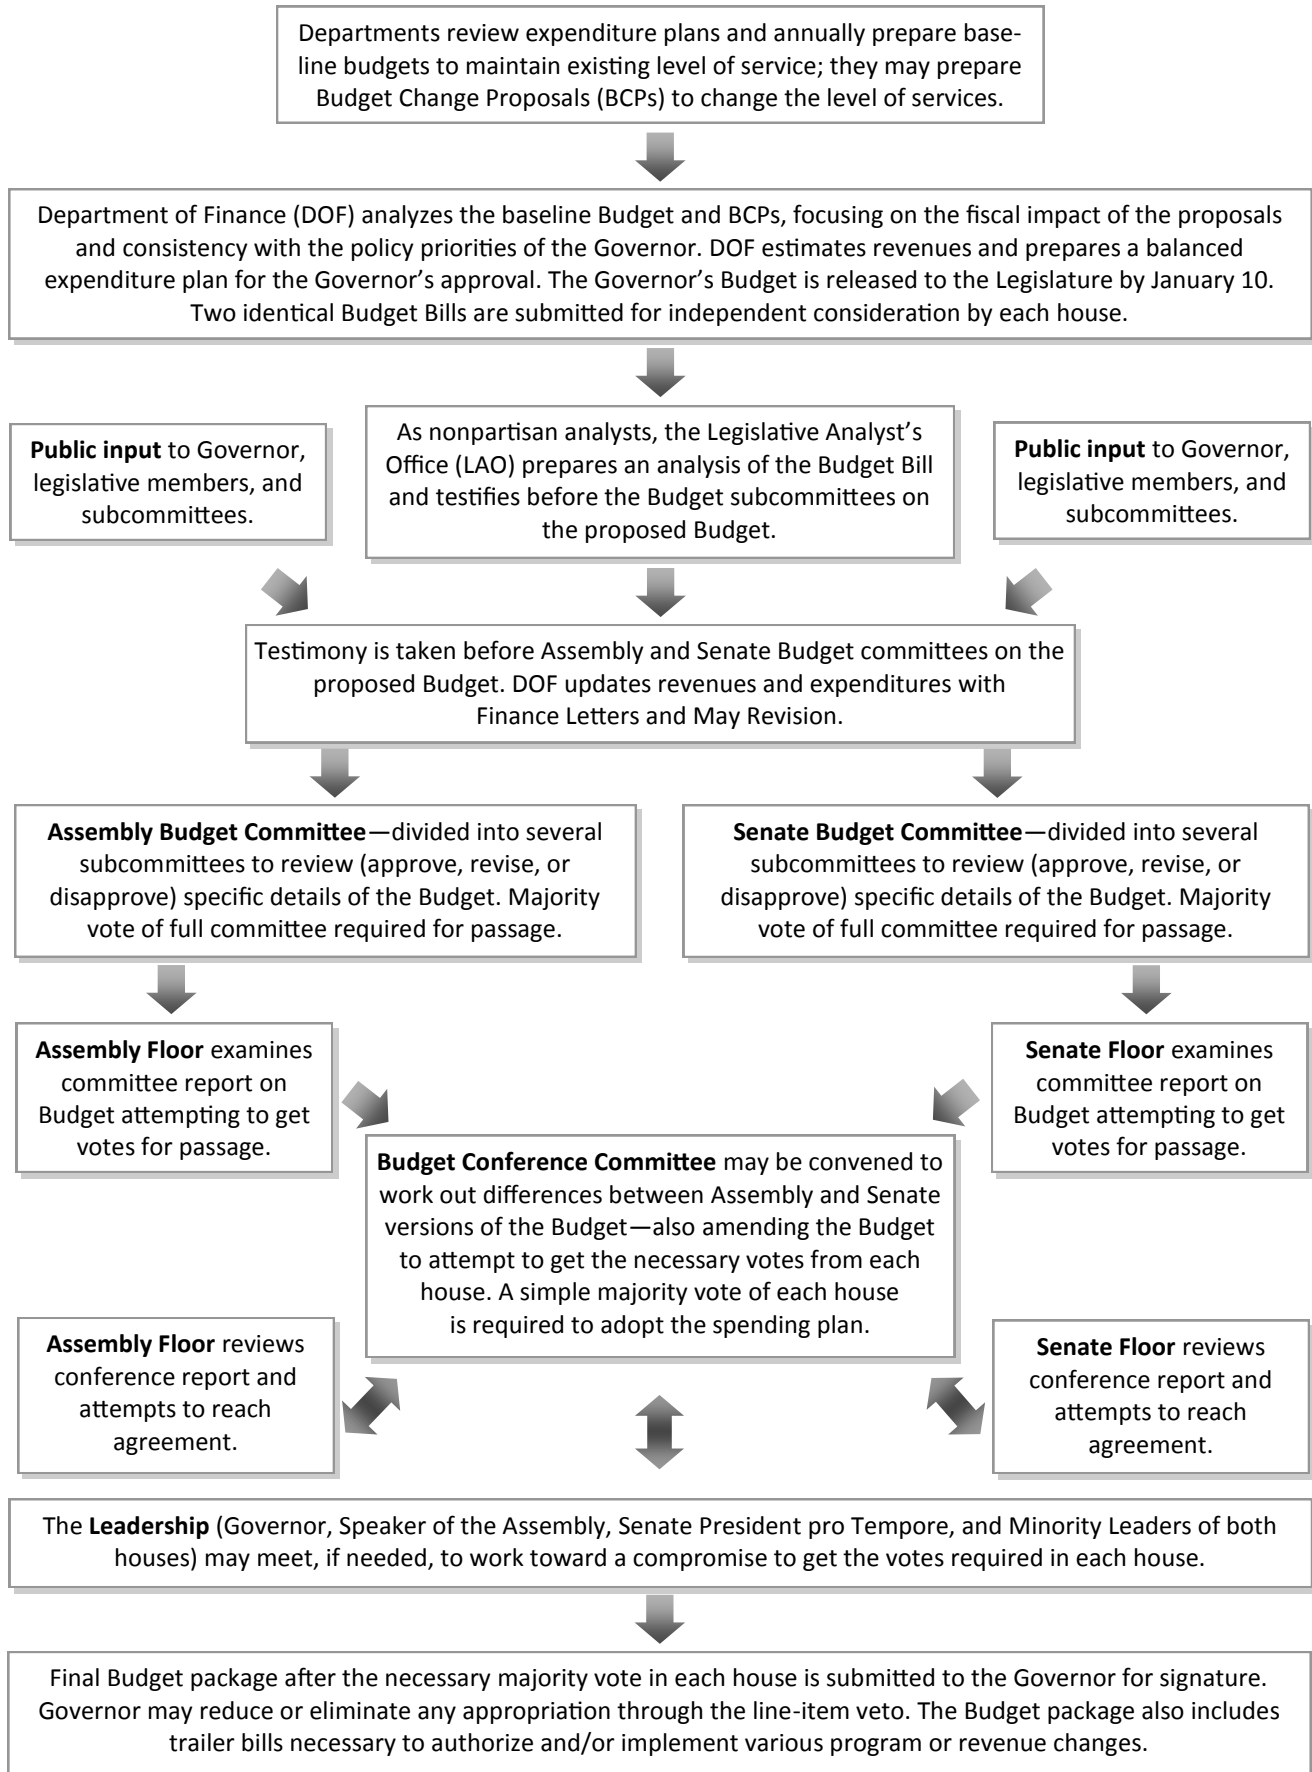 Departments review expenditure plans and annually prepare base-
line budgets to maintain existing level of service; they may prepare
Budget Change Proposals (BCPs) to change the level of services.
Department of Finance (DOF) analyzes the baseline Budget and BCPs, focusing on the fiscal impact of the proposals
and consistency with the policy priorities of the Governor. DOF estimates revenues and prepares a balanced
expenditure plan for the Governor’s approval. The Governor’s Budget is released to the Legislature by January 10.
Two identical Budget Bills are submitted for independent consideration by each house.
Public input to Governor,
legislative members, and
subcommittees.
As nonpartisan analysts, the Legislative Analyst’s
Office (LAO) prepares an analysis of the Budget Bill
and testifies before the Budget subcommittees on
the proposed Budget.
Public input to Governor,
legislative members, and
subcommittees.
Testimony is taken before Assembly and Senate Budget committees on the
proposed Budget. DOF updates revenues and expenditures with
Finance Letters and May Revision.
Assembly Budget Committee—divided into several
subcommittees to review (approve, revise, or
disapprove) specific details of the Budget. Majority
vote of full committee required for passage.
Senate Budget Committee—divided into several
subcommittees to review (approve, revise, or
disapprove) specific details of the Budget. Majority
vote of full committee required for passage.
Assembly Floor examines
committee report on
Budget attempting to get
votes for passage.
Senate Floor examines
committee report on
Budget attempting to get
votes for passage.
Budget Conference Committee may be convened to
work out differences between Assembly and Senate
versions of the Budget—also amending the Budget
to attempt to get the necessary votes from each
house. A simple majority vote of each house
is required to adopt the spending plan.
Assembly Floor reviews
conference report and
attempts to reach
agreement.
Senate Floor reviews
conference report and
attempts to reach
agreement.
The Leadership (Governor, Speaker of the Assembly, Senate President pro Tempore, and Minority Leaders of both
houses) may meet, if needed, to work toward a compromise to get the votes required in each house.
Final Budget package after the necessary majority vote in each house is submitted to the Governor for signature.
Governor may reduce or eliminate any appropriation through the line-item veto. The Budget package also includes
trailer bills necessary to authorize and/or implement various program or revenue changes.